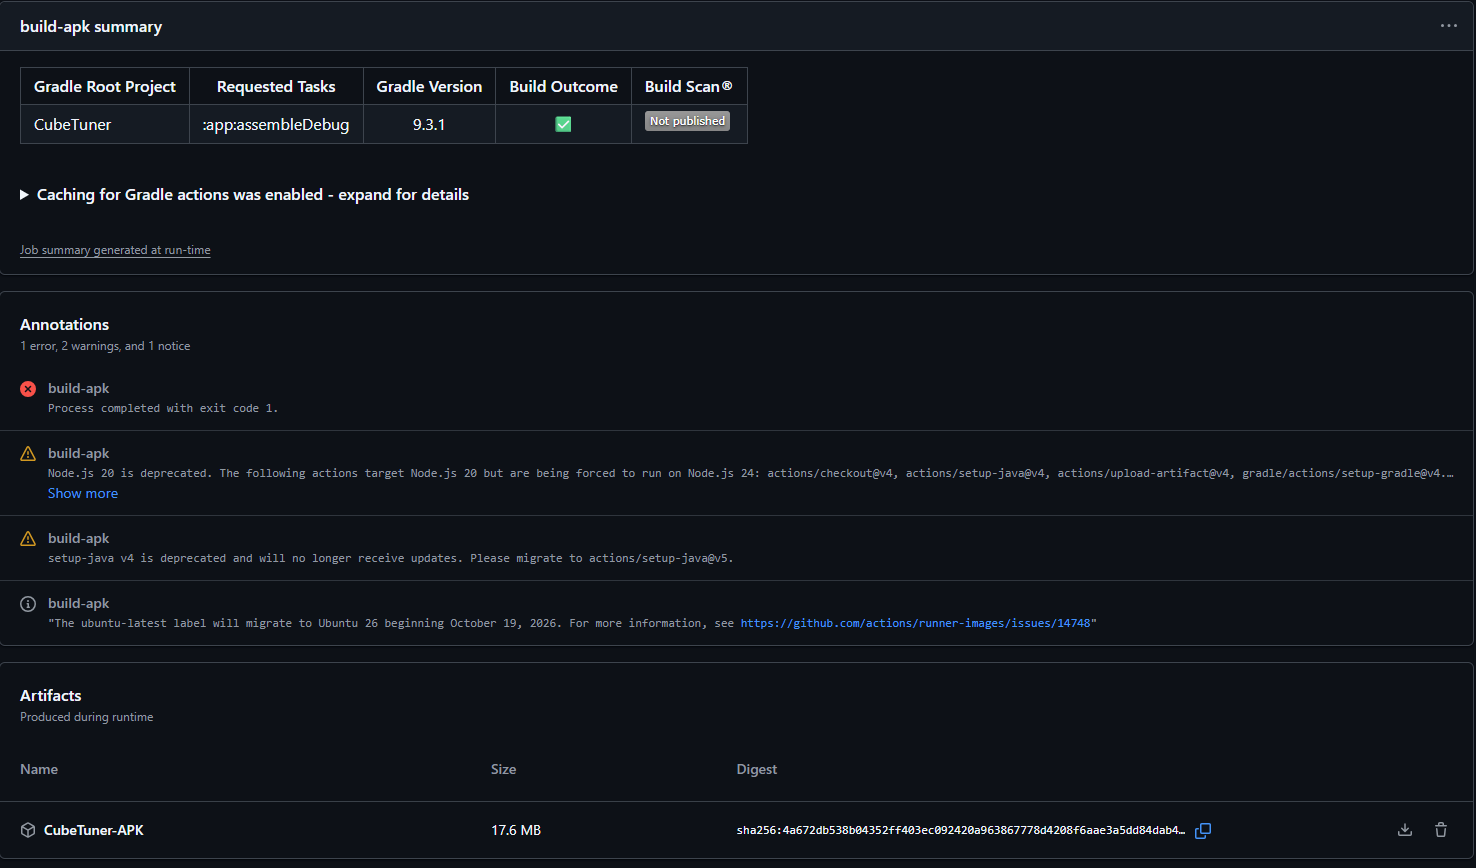 build-apk summary
Gradle Root Project Requested Tasks Gradle Version Build Outcome Build Scan®
CubeTuner :app:assembleDebug 9.3.1 ✅ Not published
Caching for Gradle actions was enabled - expand for details
Job summary generated at run-time
Annotations
1 error, 2 warnings, and 1 notice
build-apk
Process completed with exit code 1.
build-apk
Node.js 20 is deprecated. The following actions target Node.js 20 but are being forced to run on Node.js 24: actions/checkout@v4, actions/setup-java@v4, actions/upload-artifact@v4, gradle/actions/setup-gradle@v4.…
Show more
build-apk
setup-java v4 is deprecated and will no longer receive updates. Please migrate to actions/setup-java@v5.
build-apk
"The ubuntu-latest label will migrate to Ubuntu 26 beginning October 19, 2026. For more information, see https://github.com/actions/runner-images/issues/14748"
Artifacts
Produced during runtime
Name Size Digest
CubeTuner-APK 17.6 MB sha256:4a672db538b04352ff403ec092420a963867778d4208f6aae3a5dd84dab4…